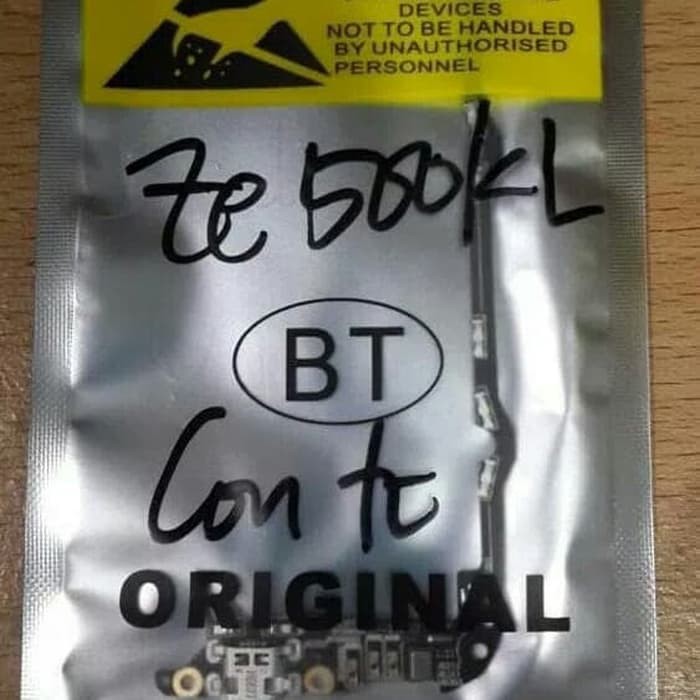 DEVICES
NOT TO BE HANDLED
BY UNAUTHORISED
PERSONNEL
Ze 500KL
BT
Con tc
ORIGINAL